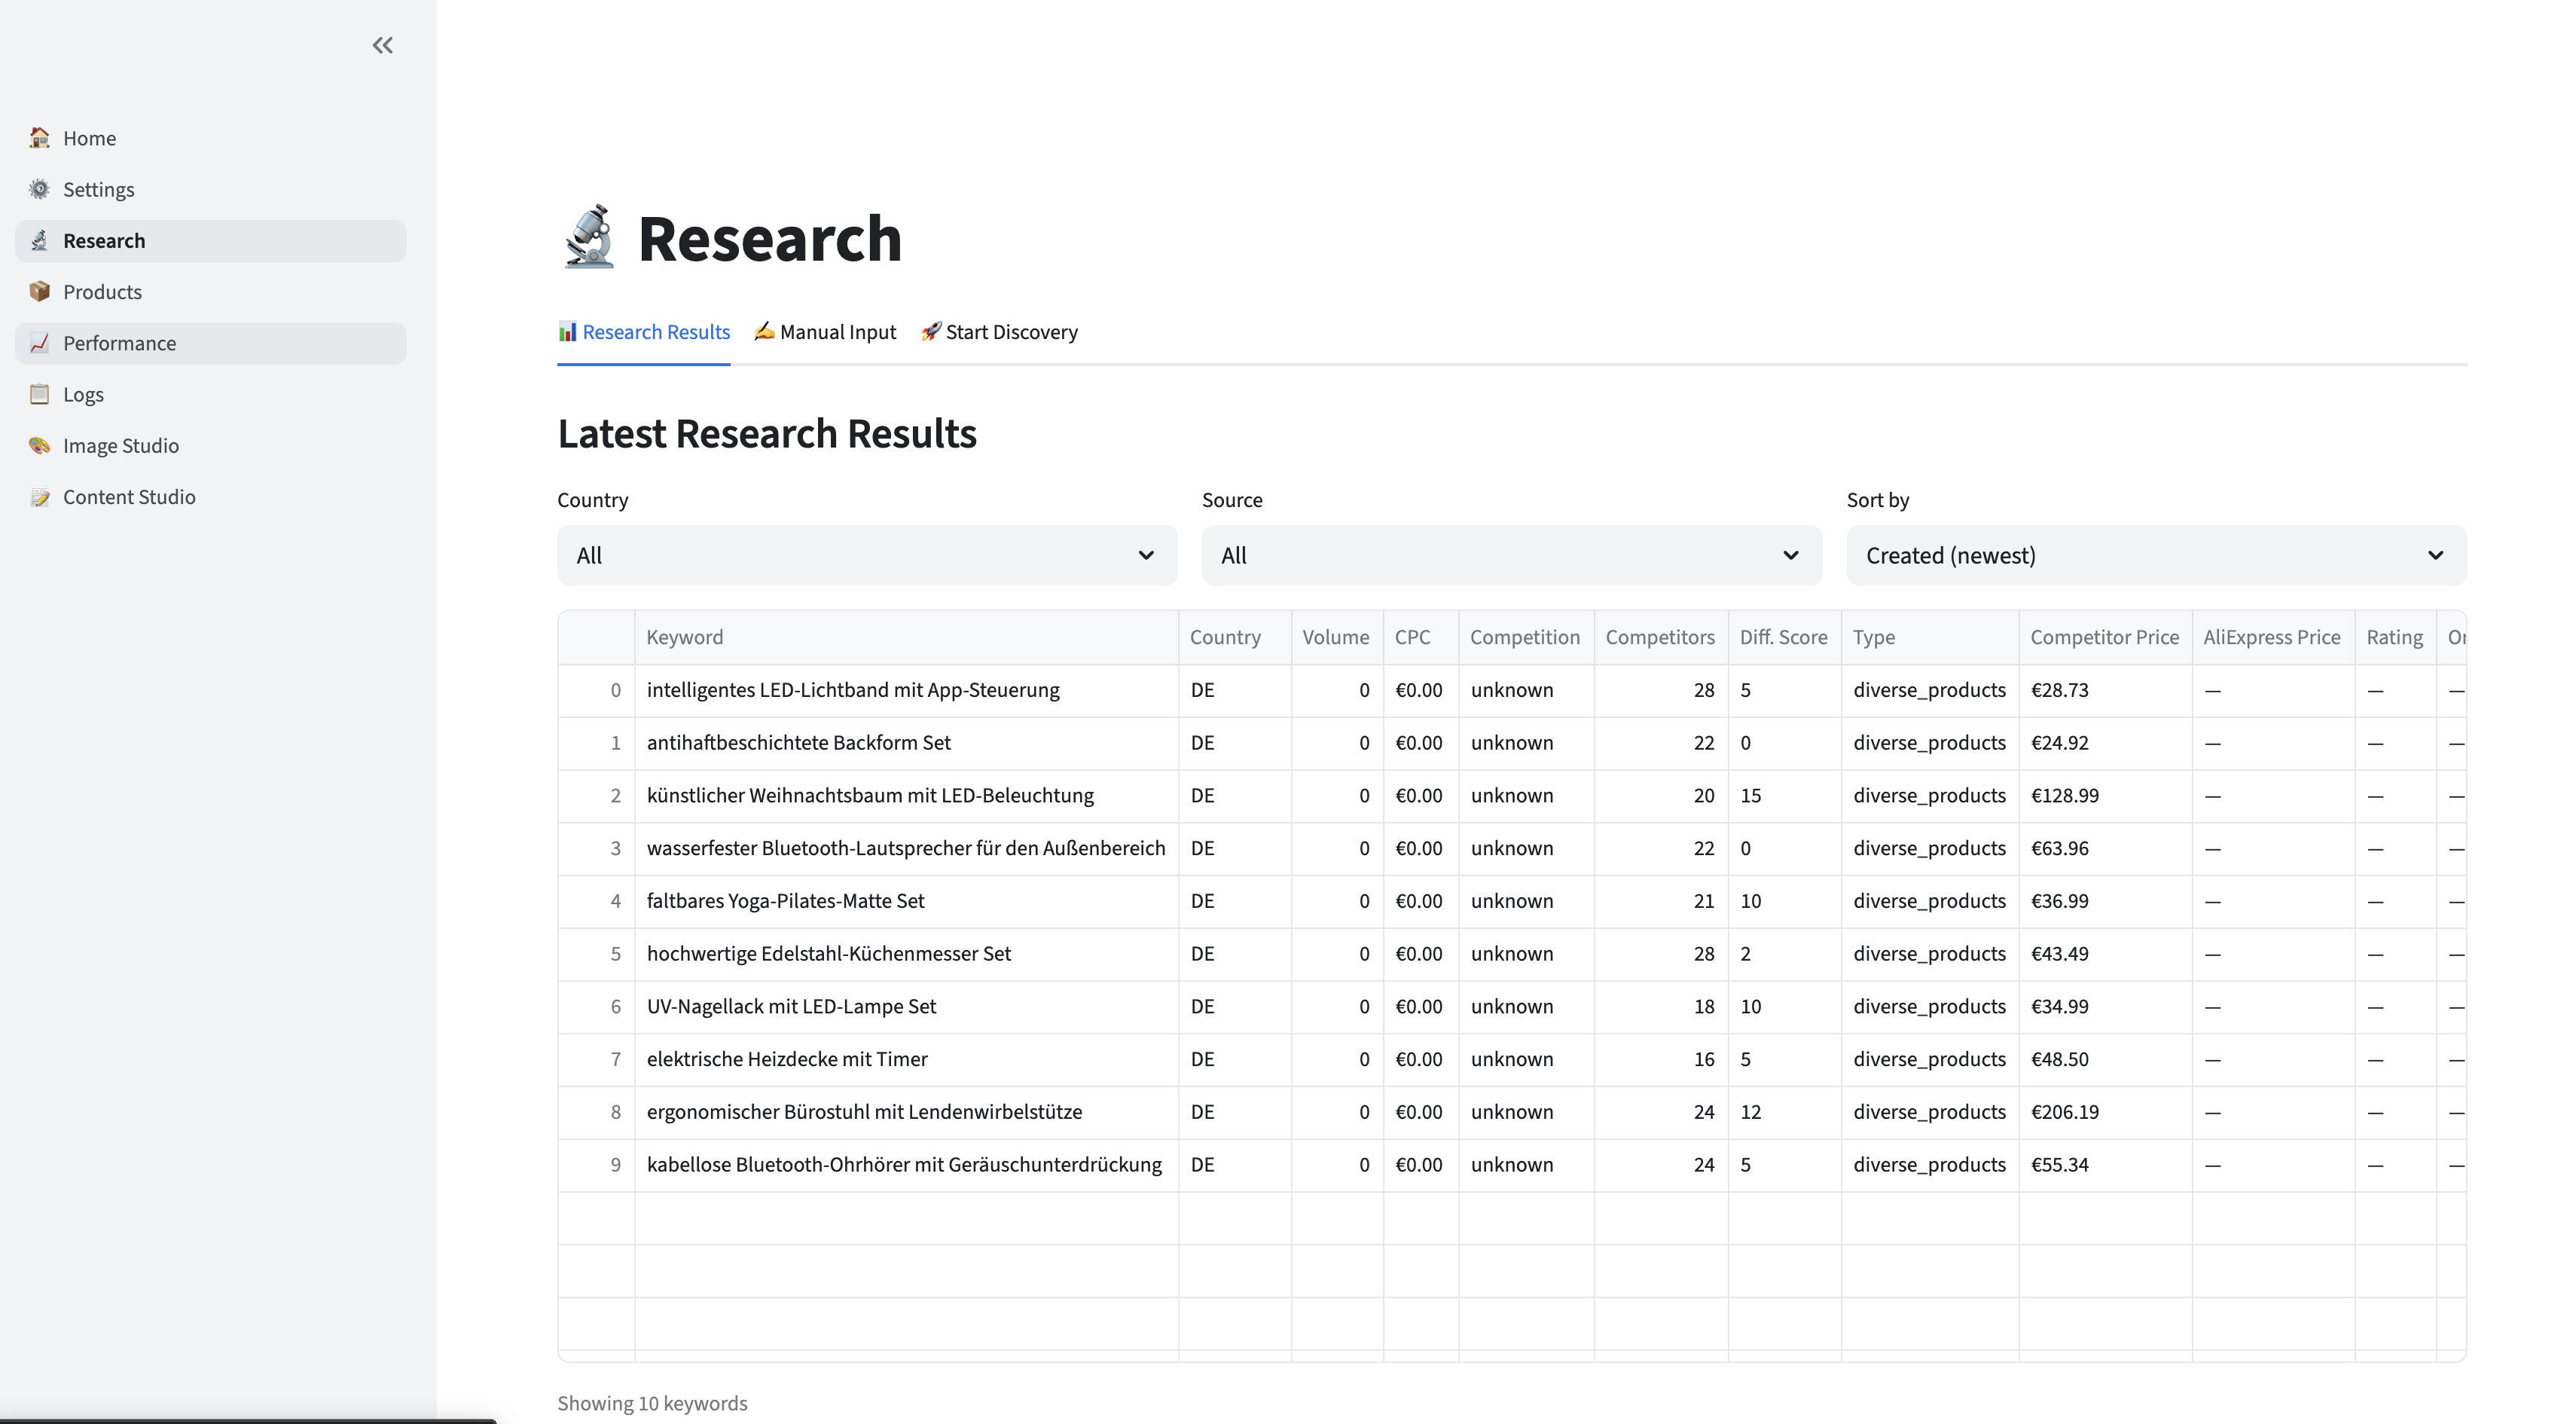 Home
Settings
Research
Products
Performance
Logs
Image Studio
Content Studio
Research
Research Results Manual Input Start Discovery
Latest Research Results
Country Source Sort by
All All Created (newest)
Keyword Country Volume CPC Competition Competitors Diff. Score Type Competitor Price AliExpress Price Rating
0 intelligentes LED-Lichtband mit App-Steuerung DE 0 €0.00 unknown 28 5 diverse_products €28.73 — — —
1 antihaftbeschichtete Backform Set DE 0 €0.00 unknown 22 0 diverse_products €24.92 — — —
2 künstlicher Weihnachtsbaum mit LED-Beleuchtung DE 0 €0.00 unknown 20 15 diverse_products €128.99 — — —
3 wasserfester Bluetooth-Lautsprecher für den Außenbereich DE 0 €0.00 unknown 22 0 diverse_products €63.96 — — —
4 faltbares Yoga-Pilates-Matte Set DE 0 €0.00 unknown 21 10 diverse_products €36.99 — — —
5 hochwertige Edelstahl-Küchenmesser Set DE 0 €0.00 unknown 28 2 diverse_products €43.49 — — —
6 UV-Nagellack mit LED-Lampe Set DE 0 €0.00 unknown 18 10 diverse_products €34.99 — — —
7 elektrische Heizdecke mit Timer DE 0 €0.00 unknown 16 5 diverse_products €48.50 — — —
8 ergonomischer Bürostuhl mit Lendenwirbelstütze DE 0 €0.00 unknown 24 12 diverse_products €206.19 — — —
9 kabellose Bluetooth-Ohrhörer mit Geräuschunterdrückung DE 0 €0.00 unknown 24 5 diverse_products €55.34 — — —
Showing 10 keywords